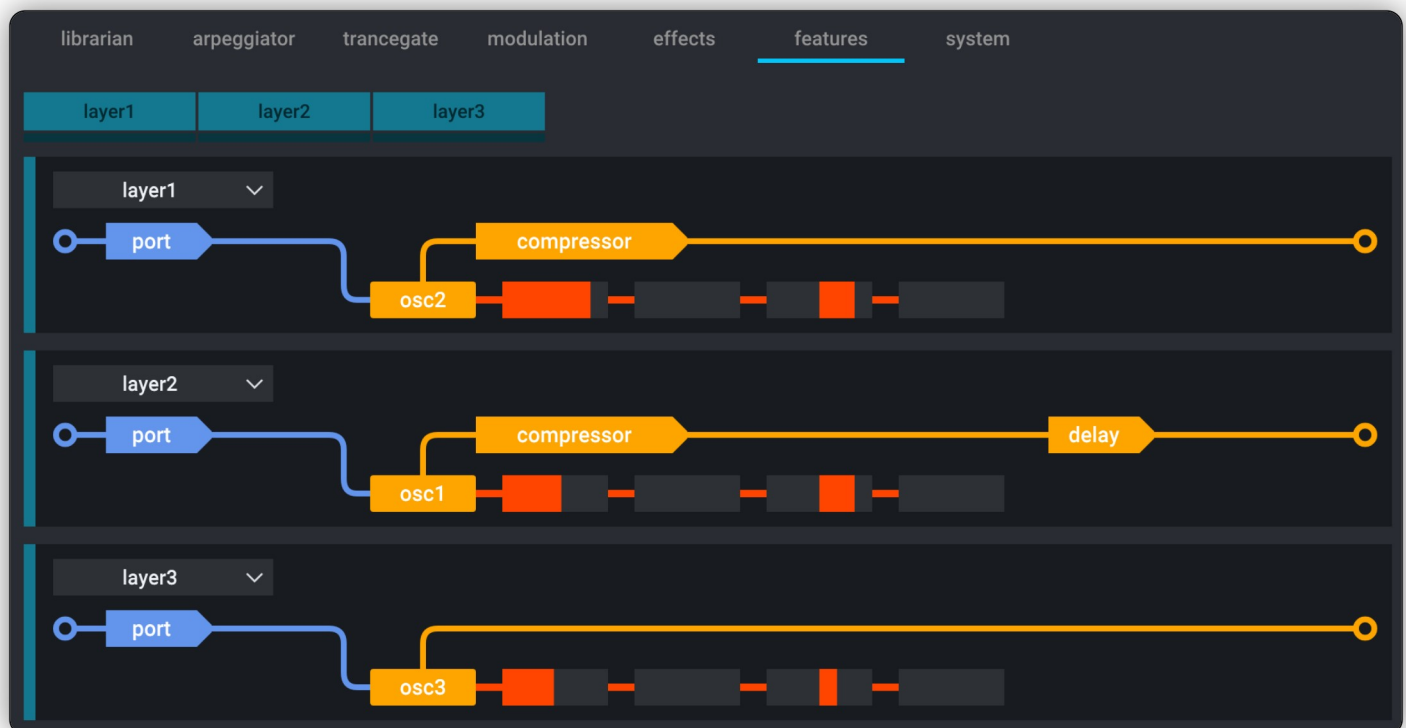 librarian arpeggiator trancegate modulation effects features system
layer1 layer2 layer3
layer1
port compressor
osc2
layer2
port compressor delay
osc1
layer3
port
osc3